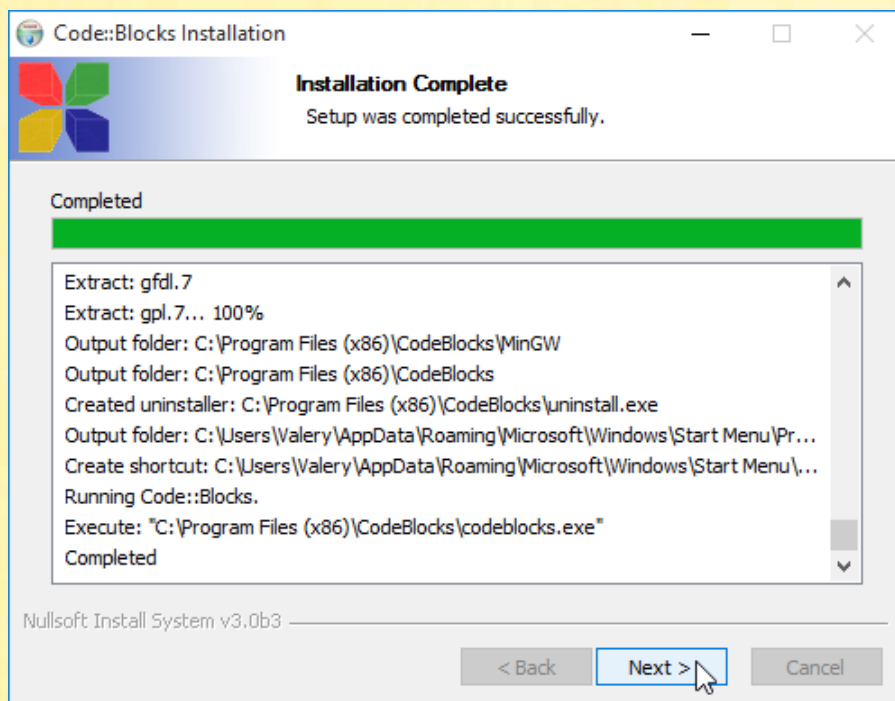 Code::Blocks Installation
Installation Complete
Setup was completed successfully.
Completed
Extract: gfdl.7
Extract: gpl.7... 100%
Output folder: C:\Program Files (x86)\CodeBlocks\MinGW
Output folder: C:\Program Files (x86)\CodeBlocks
Created uninstaller: C:\Program Files (x86)\CodeBlocks\uninstall.exe
Output folder: C:\Users\Valery\AppData\Roaming\Microsoft\Windows\Start Menu\Pr...
Create shortcut: C:\Users\Valery\AppData\Roaming\Microsoft\Windows\Start Menu\...
Running Code::Blocks.
Execute: "C:\Program Files (x86)\CodeBlocks\codeblocks.exe"
Completed
Nullsoft Install System v3.0b3
< Back Next > Cancel